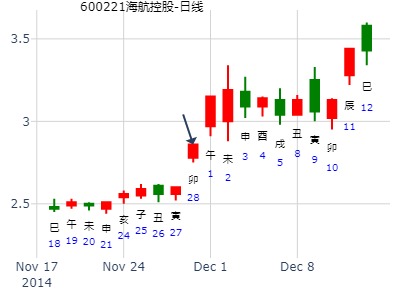 600221海航控股-日线
3.5
3
2.5
巳 午 未 申 亥 子 丑 寅 卯 午 未 申 酉 戌 丑 寅 卯 辰 巳
18 19 20 21 24 25 26 27 28 1 2 3 4 5 8 9 10 11 12
Nov 17 Nov 24 Dec 1 Dec 8
2014